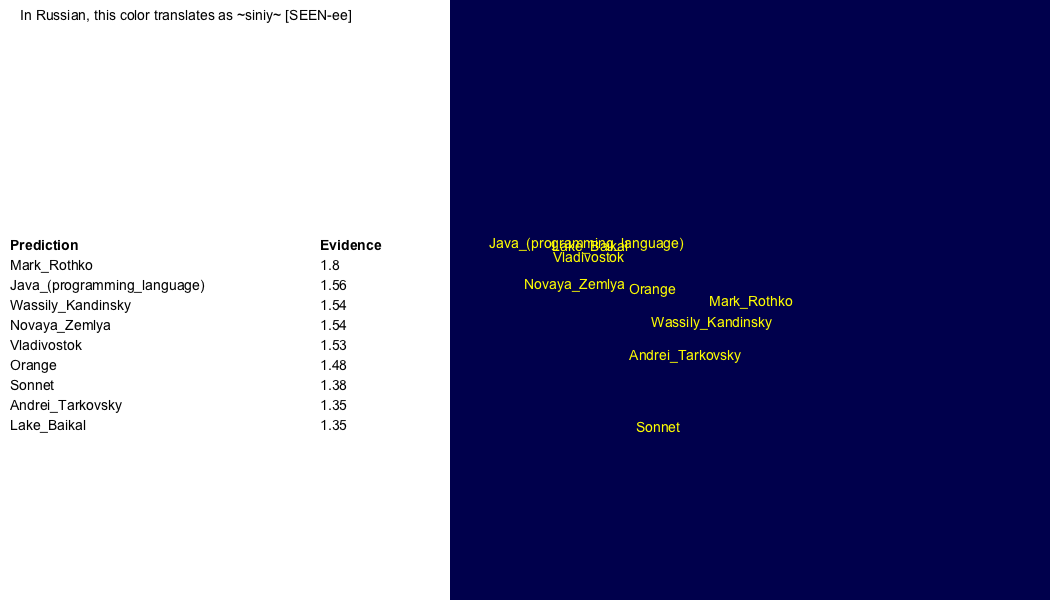 In Russian, this color translates as ~siniy~ [SEEN-ee]
Prediction Evidence
Mark_Rothko 1.8
Java_(programming_language) 1.56
Wassily_Kandinsky 1.54
Novaya_Zemlya 1.54
Vladivostok 1.53
Orange 1.48
Sonnet 1.38
Andrei_Tarkovsky 1.35
Lake_Baikal 1.35
Java_(programming_language)
Lake_Baikal
Vladivostok
Novaya_Zemlya
Orange
Mark_Rothko
Wassily_Kandinsky
Andrei_Tarkovsky
Sonnet